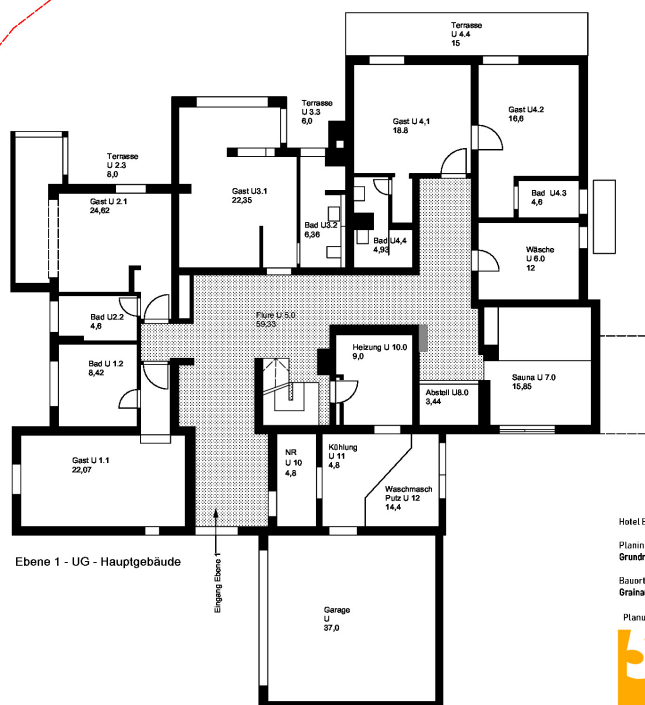 Terrasse
U 4.4
15
Terrasse
U 3.3
6,0
Gast U 4,1
18.8
Gast U4.2
16,6
Terrasse
U 2.3
8,0
Gast U 2.1
24,62
Gast U3.1
22,35
Bad U3.2
6,36
Bad U4,4
4,93
Bad U4.3
4,6
Wäsche
U 6.0
12
Bad U2.2
4,6
Flure U 5.0
59,33
Bad U 1.2
8,42
Heizung U 10.0
9,0
Sauna U 7.0
15,85
Abstell U8.0
3,44
Gast U 1.1
22,07
NR
U 10
4,8
Kühlung
U 11
4,8
Waschmasch
Putz U 12
14,4
Ebene 1 - UG - Hauptgebäude
Eingang Ebene 1
Garage
U
37,0
Hotel
Planin
Grundr
Bauort
Graina
Planu